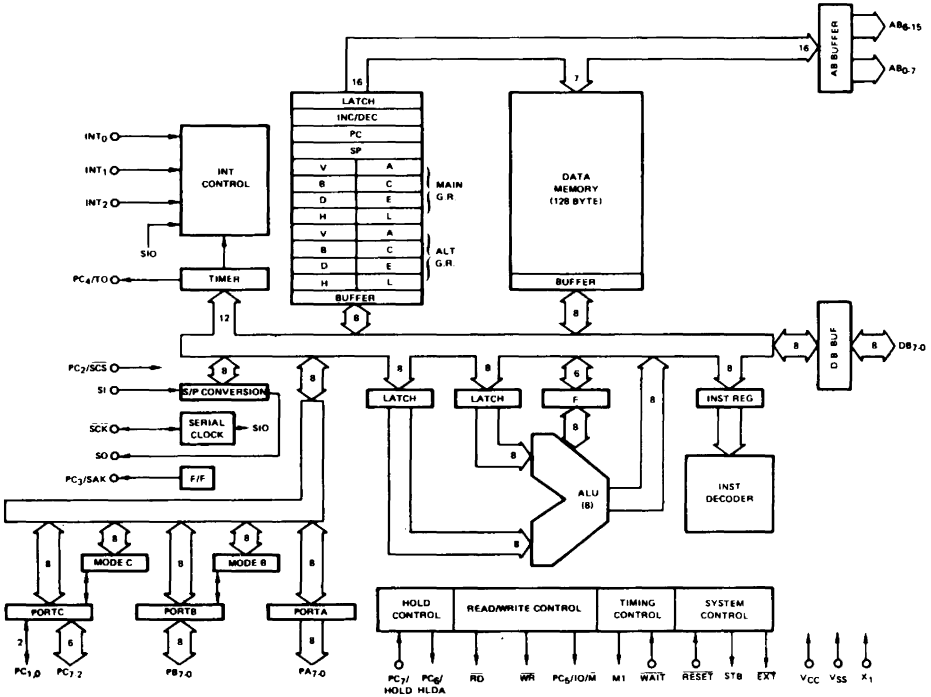 AB8-15
16
AB BUFFER
AB0-7
16
7
LATCH
INC/DEC
PC
SP
V A
B C
D E
H L
MAIN
G.R.
V A
B C
D E
H L
ALT
G.R.
BUFFER
8
DATA
MEMORY
(128 BYTE)
BUFFER
8
INT0
INT1
INT2
SIO
INT
CONTROL
PC4/TO
TIMER
12
8
DB BUF
8
DB7-0
PC2/SCS
SI
8
S/P CONVERSION
8
SCK
SERIAL
CLOCK
SIO
SO
PC3/SAK
F/F
8
LATCH
8
LATCH
6
F
8
8
8
INST REG
8
ALU
(8)
8
INST
DECODER
8
8
MODE C
8
8
MODE B
8
PORTC
PORTB
PORTA
2
6
8
8
PC1,0
PC7-2
PB7-0
PA7-0
HOLD
CONTROL
READ/WRITE CONTROL
TIMING
CONTROL
SYSTEM
CONTROL
PC7/
HOLD
PC6/
HLDA
RD
WR
PC5/IO/M
M1
WAIT
RESET
STB
EXT
VCC
VSS
X1